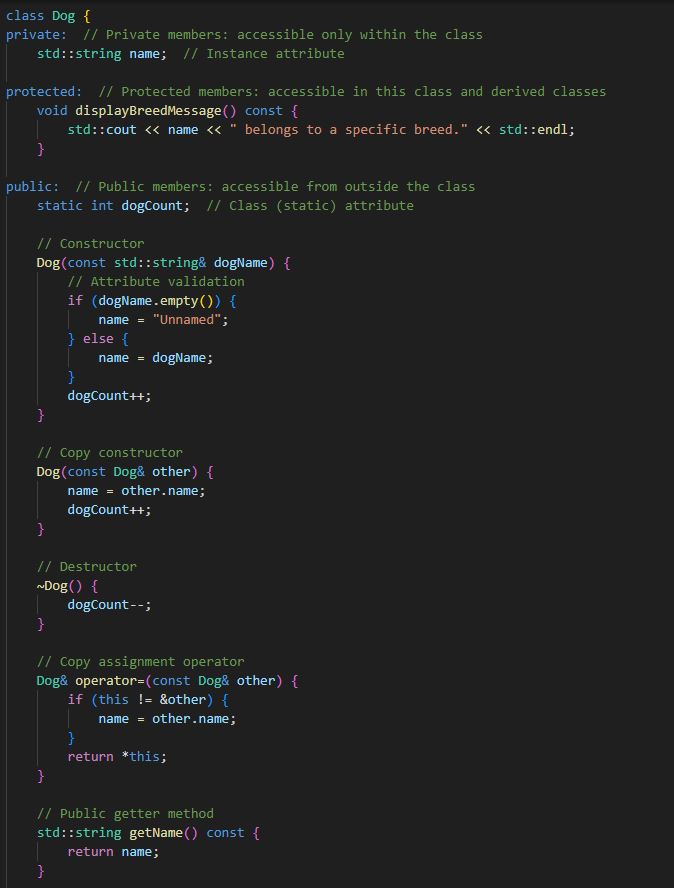 class Dog {
private:  // Private members: accessible only within the class
    std::string name;  // Instance attribute

protected:  // Protected members: accessible in this class and derived classes
    void displayBreedMessage() const {
        std::cout << name << " belongs to a specific breed." << std::endl;
    }

public:  // Public members: accessible from outside the class
    static int dogCount;  // Class (static) attribute

    // Constructor
    Dog(const std::string& dogName) {
        // Attribute validation
        if (dogName.empty()) {
            name = "Unnamed";
        } else {
            name = dogName;
        }
        dogCount++;
    }

    // Copy constructor
    Dog(const Dog& other) {
        name = other.name;
        dogCount++;
    }

    // Destructor
    ~Dog() {
        dogCount--;
    }

    // Copy assignment operator
    Dog& operator=(const Dog& other) {
        if (this != &other) {
            name = other.name;
        }
        return *this;
    }

    // Public getter method
    std::string getName() const {
        return name;
    }